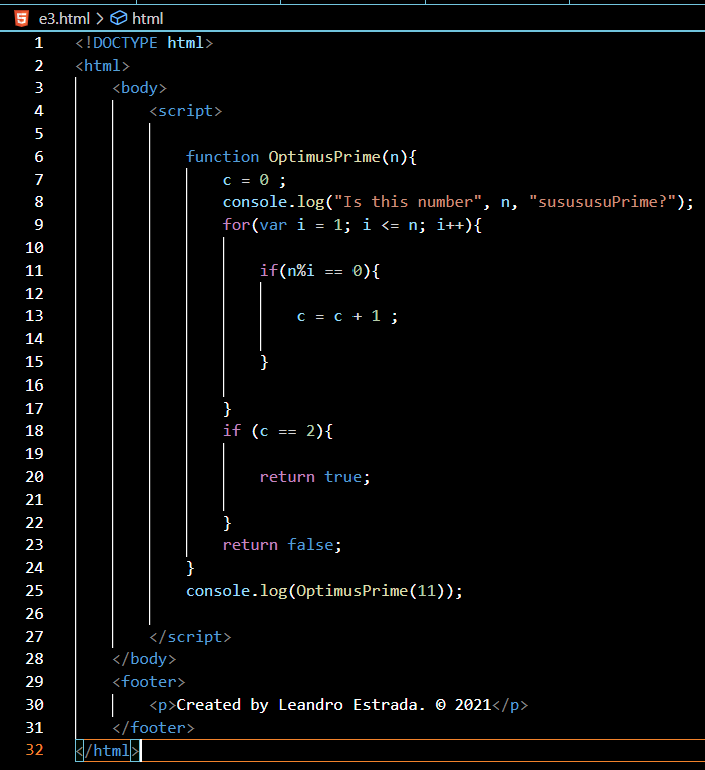 e3.html > html
1 <!DOCTYPE html>
2 <html>
3 <body>
4 <script>
5
6 function OptimusPrime(n){
7 c = 0 ;
8 console.log("Is this number", n, "susususuPrime?");
9 for(var i = 1; i <= n; i++){
10
11 if(n%i == 0){
12
13 c = c + 1 ;
14
15 }
16
17 }
18 if (c == 2){
19
20 return true;
21
22 }
23 return false;
24 }
25 console.log(OptimusPrime(11));
26
27 </script>
28 </body>
29 <footer>
30 <p>Created by Leandro Estrada. © 2021</p>
31 </footer>
32 </html>